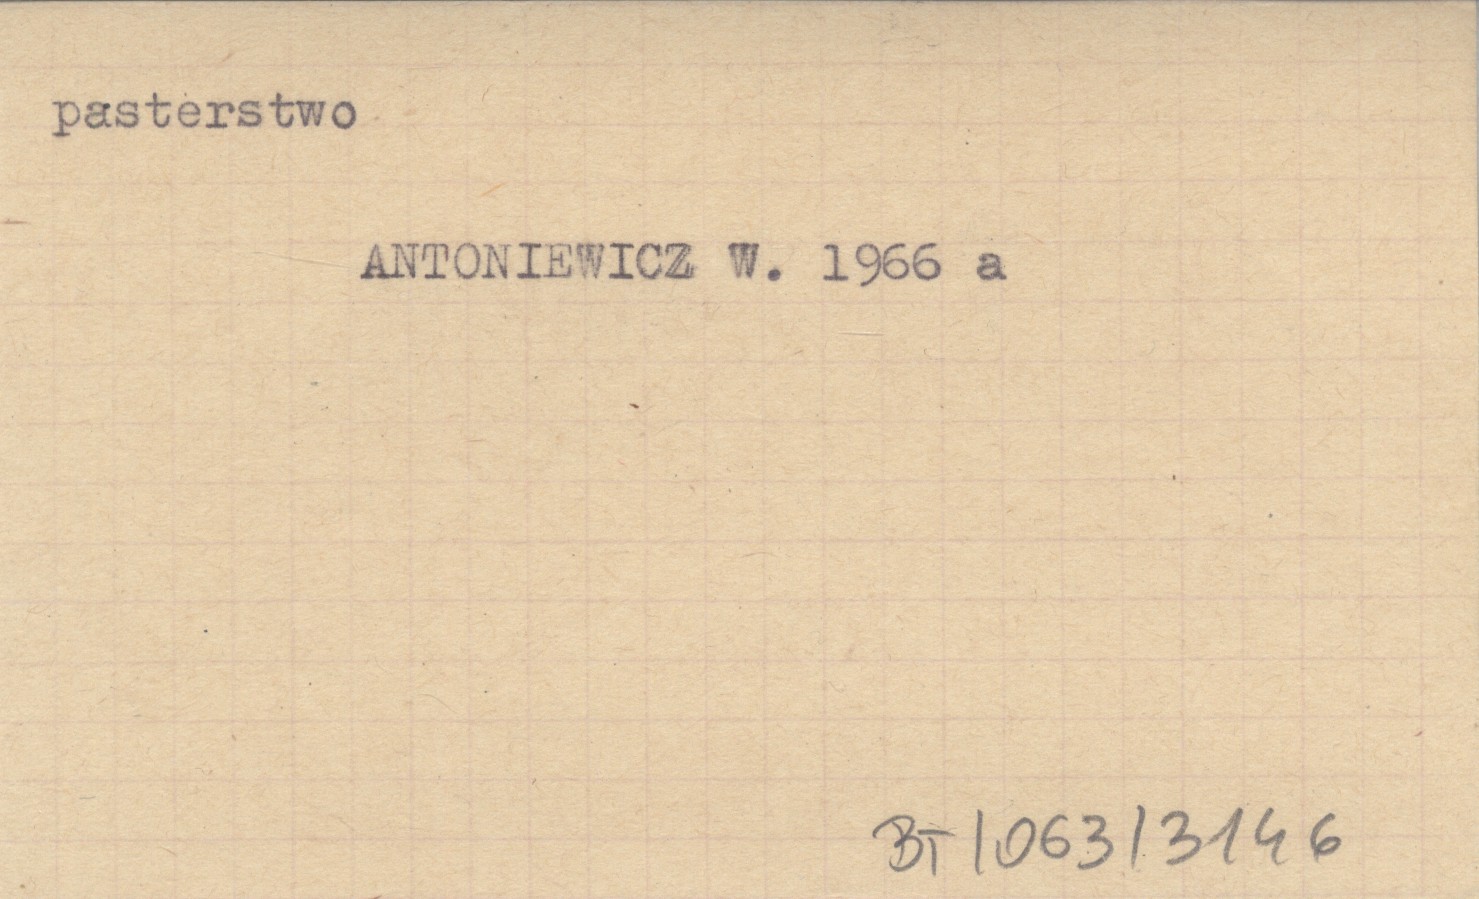 pasterstwo
ANTONIEWICZ W. 1966 a
BT/063/3146